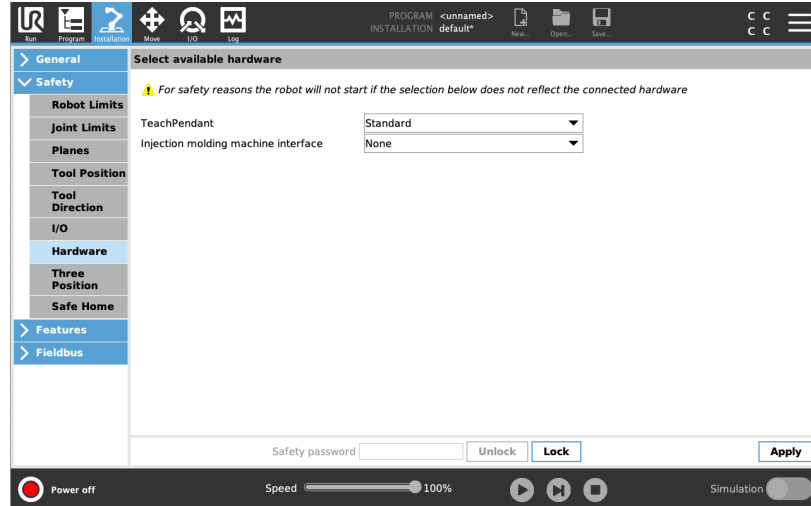 UR
Run
Program
Installation
Move
I/O
Log
PROGRAM <unnamed>
INSTALLATION default*
New...
Open...
Save...
C C
C C
General
Safety
Robot Limits
Joint Limits
Planes
Tool Position
Tool
Direction
I/O
Hardware
Three
Position
Safe Home
Features
Fieldbus
Select available hardware
For safety reasons the robot will not start if the selection below does not reflect the connected hardware
TeachPendant Standard
Injection molding machine interface None
Safety password Unlock Lock Apply
Power off Speed 100% Simulation